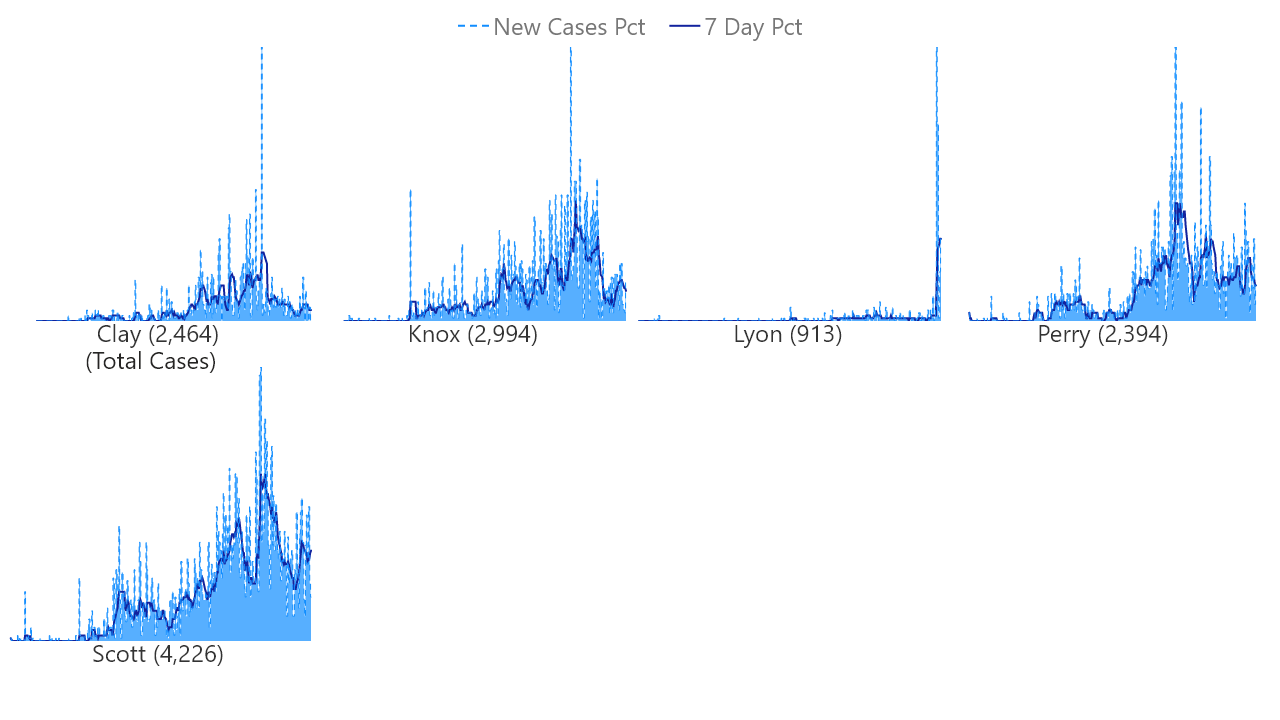 New Cases Pct 7 Day Pct
Clay (2,464)
(Total Cases)
Knox (2,994)
Lyon (913)
Perry (2,394)
Scott (4,226)